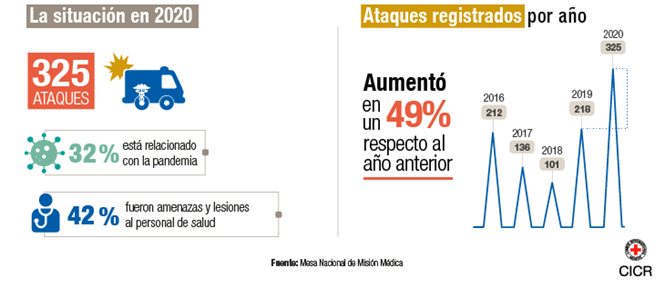 La situación en 2020
325
ATAQUES
32 %
está relacionado
con la pandemia
42 %
fueron amenazas y lesiones
al personal de salud
Ataques registrados por año
Aumentó
en un 49%
respecto al
año anterior
2016
212
2017
136
2018
101
2019
218
2020
325
Fuente: Mesa Nacional de Misión Médica
CICR